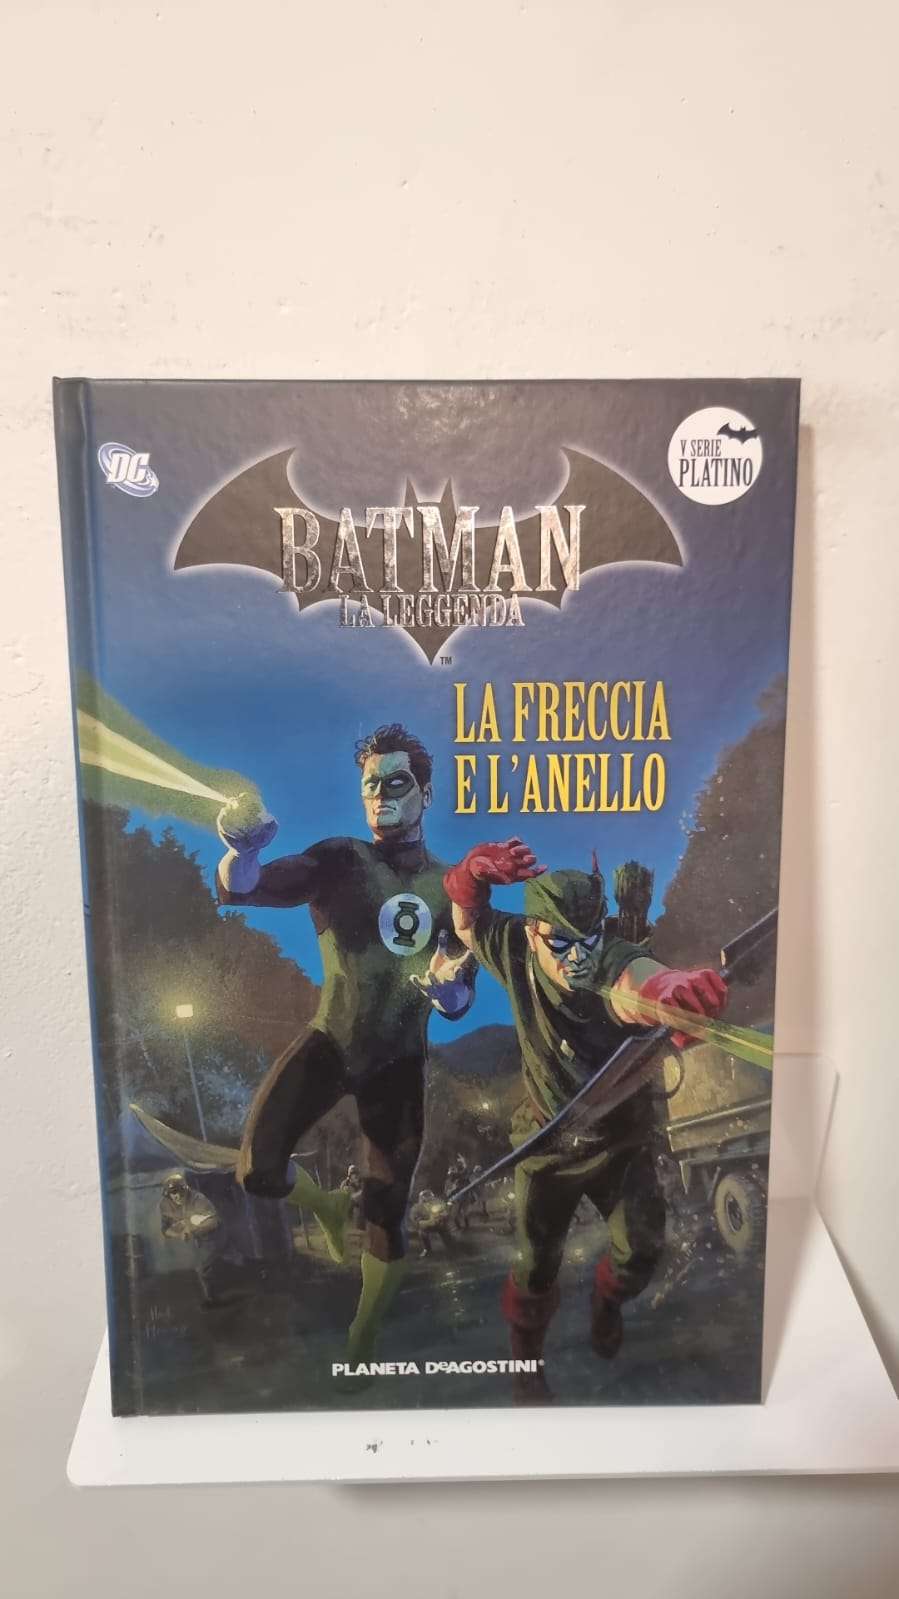 DC
V SERIE
PLATINO
BATMAN
LA LEGGENDA
TM
LA FRECCIA
E L'ANELLO
PLANETA DeAGOSTINI®